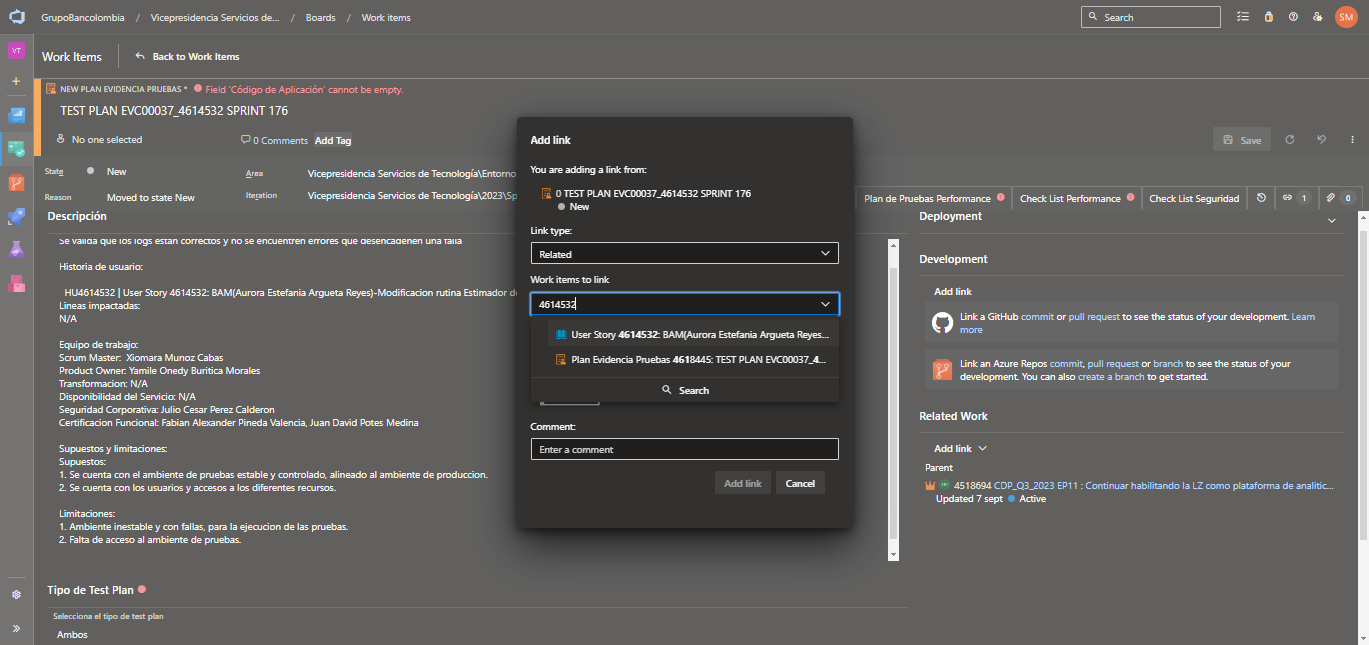 GrupoBancolombia / Vicepresidencia Servicios de... / Boards / Work items
Search
SM
VT
Work Items
Back to Work Items
NEW PLAN EVIDENCIA PRUEBAS * Field 'Código de Aplicación' cannot be empty.
TEST PLAN EVC00037_4614532 SPRINT 176
No one selected
0 Comments
Add Tag
Save
State
New
Area
Vicepresidencia Servicios de Tecnología\Entorno
Reason
Moved to state New
Iteration
Vicepresidencia Servicios de Tecnología\2023\Sp
Plan de Pruebas Performance
Check List Performance
Check List Seguridad
1
0
Descripción
Se valida que los logs estan correctos y no se encuentren errores que desencadenen una falla
Historia de usuario:
HU4614532 | User Story 4614532: BAM(Aurora Estefania Argueta Reyes)-Modificacion rutina Estimador de
Lineas impactadas:
N/A
Equipo de trabajo:
Scrum Master: Xiomara Munoz Cabas
Product Owner: Yamile Onedy Buritica Morales
Transformacion: N/A
Disponibilidad del Servicio: N/A
Seguridad Corporativa: Julio Cesar Perez Calderon
Certificacion Funcional: Fabian Alexander Pineda Valencia, Juan David Potes Medina
Supuestos y limitaciones:
Supuestos:
1. Se cuenta con el ambiente de pruebas estable y controlado, alineado al ambiente de produccion.
2. Se cuenta con los usuarios y accesos a los diferentes recursos.
Limitaciones:
1. Ambiente inestable y con fallas, para la ejecucion de las pruebas.
2. Falta de acceso al ambiente de pruebas.
Tipo de Test Plan
Selecciona el tipo de test plan
Ambos
Add link
You are adding a link from:
0 TEST PLAN EVC00037_4614532 SPRINT 176
New
Link type:
Related
Work items to link
4614532
User Story 4614532: BAM(Aurora Estefania Argueta Reyes...
Plan Evidencia Pruebas 4618445: TEST PLAN EVC00037_4...
Search
Comment:
Enter a comment
Add link
Cancel
Deployment
Development
Add link
Link a GitHub commit or pull request to see the status of your development. Learn
more
Link an Azure Repos commit, pull request or branch to see the status of your
development. You can also create a branch to get started.
Related Work
Add link
Parent
4518694 CDP_Q3_2023 EP11 : Continuar habilitando la LZ como plataforma de analitic...
Updated 7 sept Active